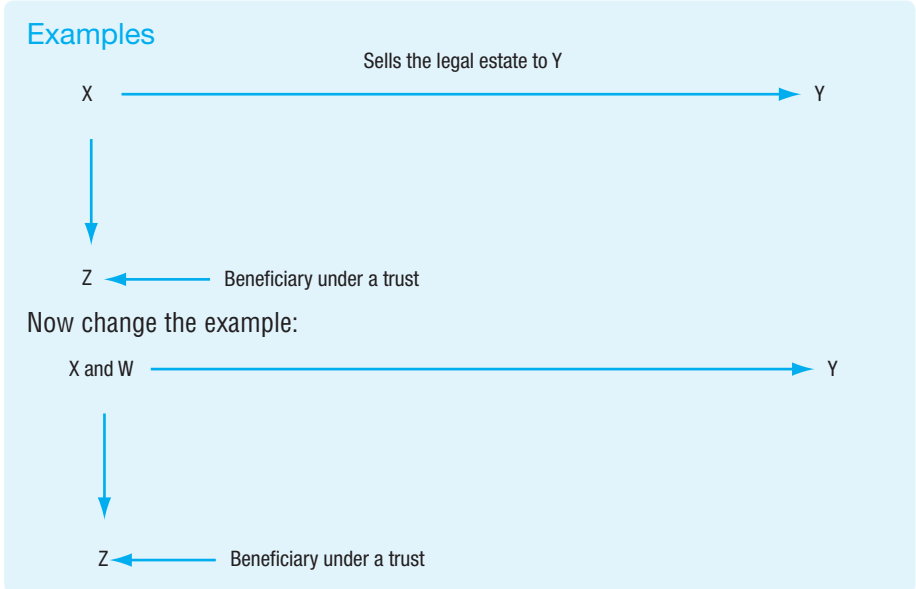 Examples
Sells the legal estate to Y
X Y
Z Beneficiary under a trust
Now change the example:
X and W Y
Z Beneficiary under a trust